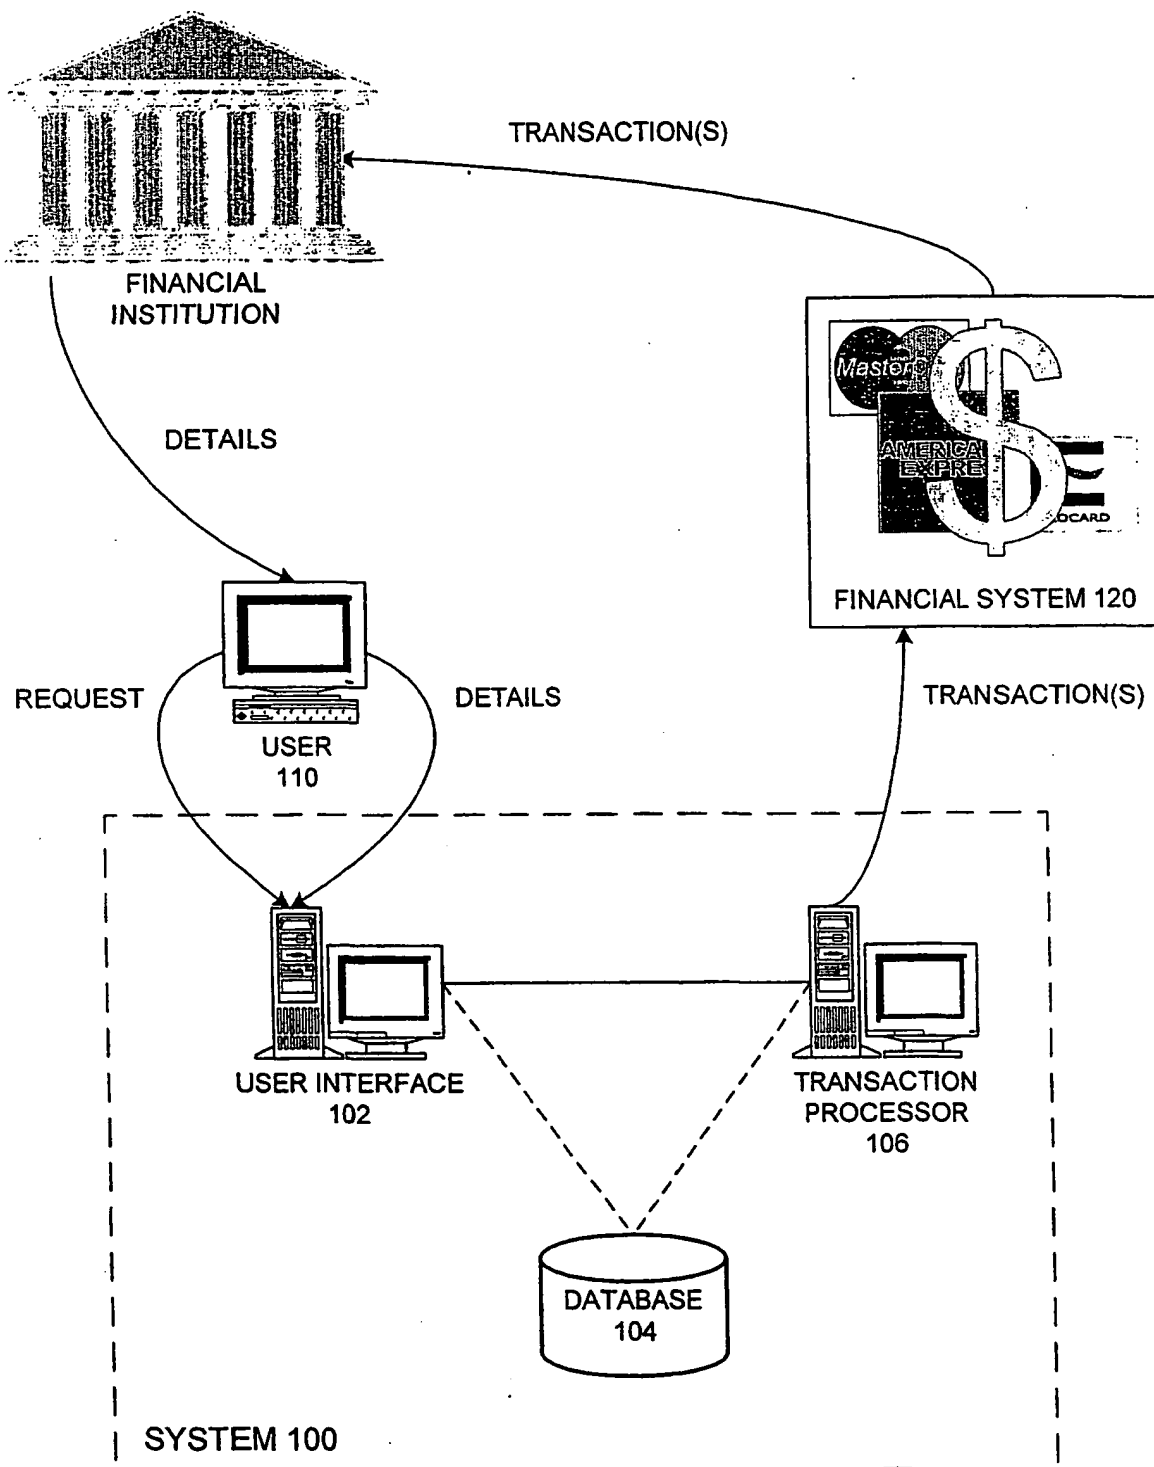 TRANSACTION(S)
FINANCIAL
INSTITUTION
Master
AMERICA
EXPRE
OCARD
FINANCIAL SYSTEM 120
DETAILS
REQUEST
DETAILS
TRANSACTION(S)
USER
110
USER INTERFACE
102
TRANSACTION
PROCESSOR
106
DATABASE
104
SYSTEM 100